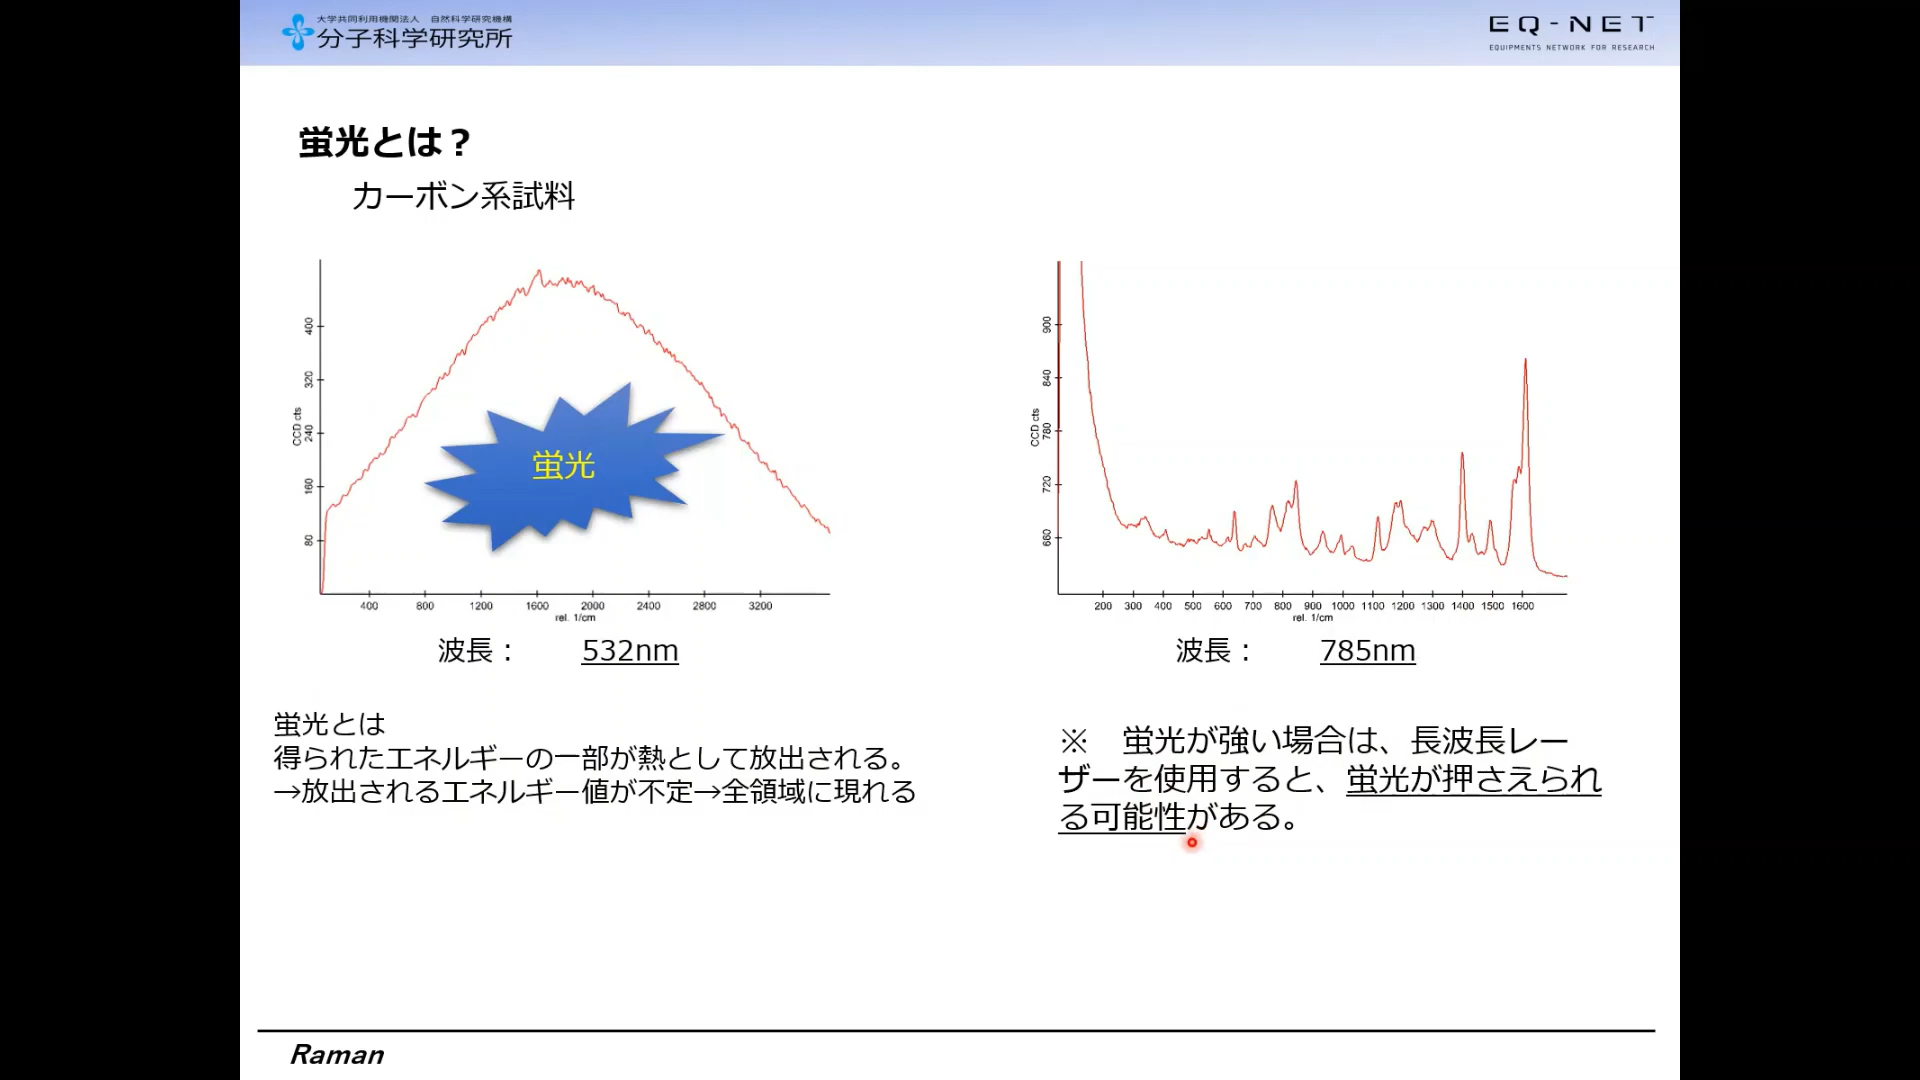 大学共同利用機関法人 自然科学研究機構
分子科学研究所
EQ-NET
EQUIPMENTS NETWORK FOR RESEARCH
蛍光とは？
カーボン系試料
400
320
240
160
80
CCD cts
蛍光
400 800 1200 1600 2000 2400 2800 3200
rel. 1/cm
波長： 532nm
900
840
780
720
660
CCD cts
200 300 400 500 600 700 800 900 1000 1100 1200 1300 1400 1500 1600
rel. 1/cm
波長： 785nm
蛍光とは
得られたエネルギーの一部が熱として放出される。
→放出されるエネルギー値が不定→全領域に現れる
※ 蛍光が強い場合は、長波長レー
ザーを使用すると、蛍光が押さえられ
る可能性がある。
Raman